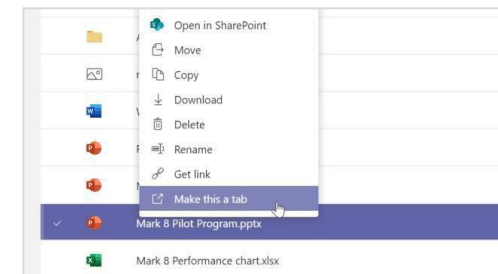 Open in SharePoint
Move
Copy
Download
Delete
Rename
Get link
Make this a tab
Mark 8 Pilot Program.pptx
Mark 8 Performance chart.xlsx